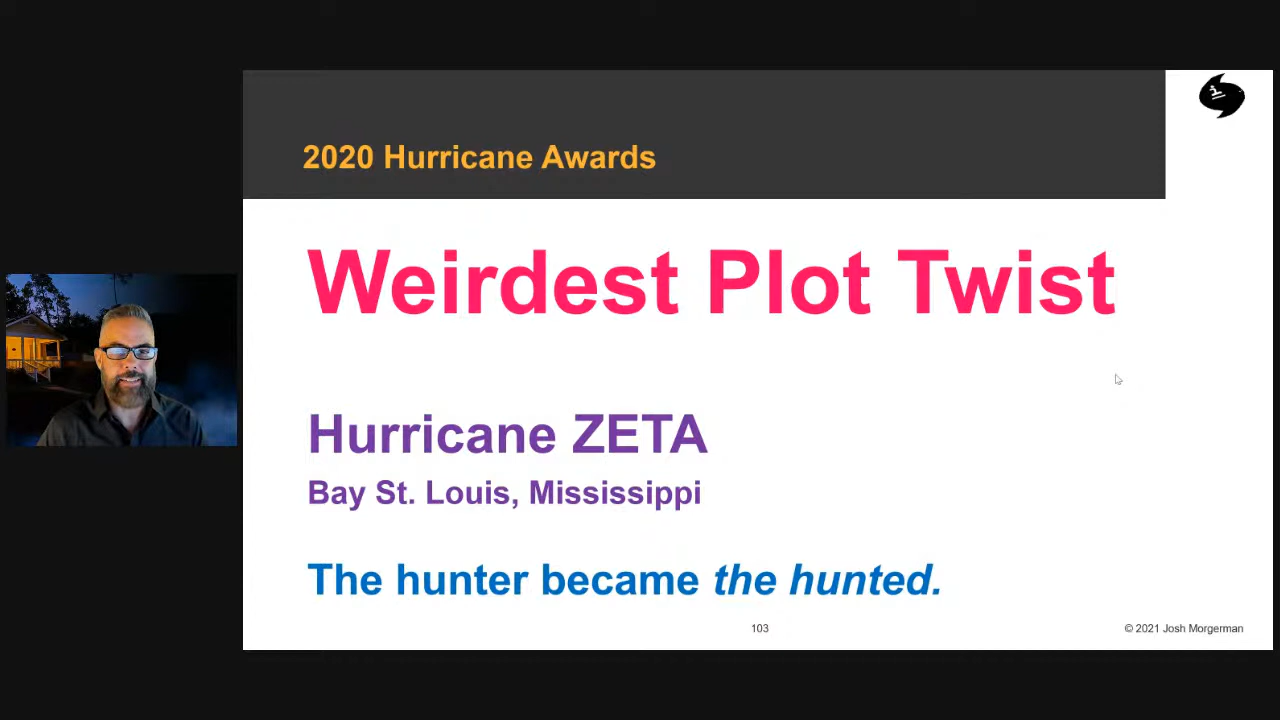 2020 Hurricane Awards
Weirdest Plot Twist
Hurricane ZETA
Bay St. Louis, Mississippi
The hunter became the hunted.
103
© 2021 Josh Morgerman